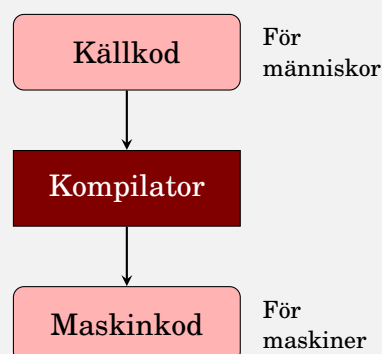 Källkod
För
människor
Kompilator
Maskinkod
För
maskiner